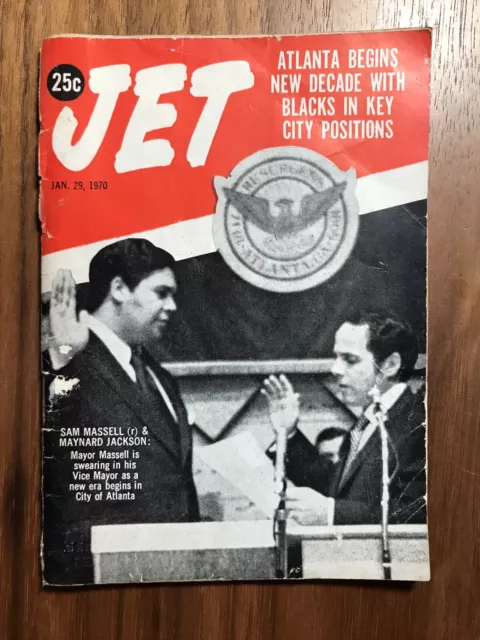 25c
JET
ATLANTA BEGINS
NEW DECADE WITH
BLACKS IN KEY
CITY POSITIONS
JAN. 29, 1970
RESURGENS
ATLANTA, GA.
SAM MASSELL (r) &
MAYNARD JACKSON:
Mayor Massell is
swearing in his
Vice Mayor as a
new era begins in
City of Atlanta